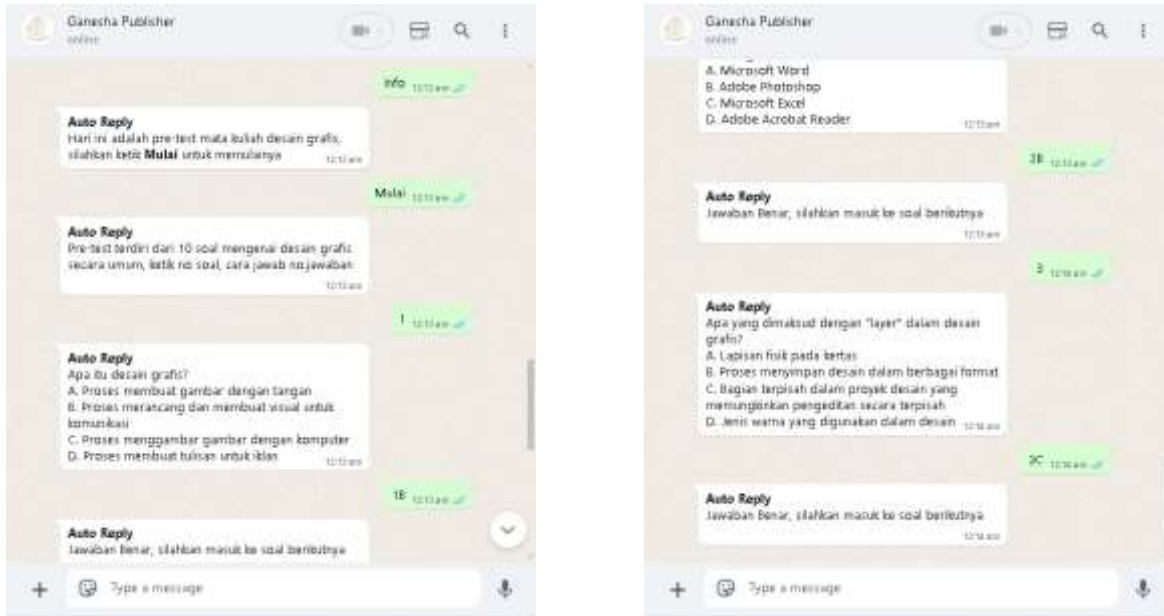 Ganesha Publisher
online
info 12:12 am
Auto Reply
Hari ini adalah pre-test mata kuliah desain grafis,
silahkan ketik Mulai untuk memulainya 12:12 am
Mulai 12:13 am
Auto Reply
Pre-test terdiri dari 10 soal mengenai desain grafis
secara umum, ketik no soal, cara jawab no.jawaban
12:13 am
1 12:13 am
Auto Reply
Apa itu desain grafis?
A. Proses membuat gambar dengan tangan
B. Proses merancang dan membuat visual untuk
komunikasi
C. Proses menggambar gambar dengan komputer
D. Proses membuat tulisan untuk iklan 12:13 am
1B 12:13 am
Auto Reply
Jawaban Benar, silahkan masuk ke soal berikutnya
Type a message
Ganesha Publisher
online
A. Microsoft Word
B. Adobe Photoshop
C. Microsoft Excel
D. Adobe Acrobat Reader 12:13 am
2B 12:13 am
Auto Reply
Jawaban Benar, silahkan masuk ke soal berikutnya
12:13 am
3 12:14 am
Auto Reply
Apa yang dimaksud dengan "layer" dalam desain
grafis?
A. Lapisan fisik pada kertas
B. Proses menyimpan desain dalam berbagai format
C. Bagian terpisah dalam proyek desain yang
memungkinkan pengeditan secara terpisah
D. Jenis warna yang digunakan dalam desain 12:14 am
3C 12:14 am
Auto Reply
Jawaban Benar, silahkan masuk ke soal berikutnya
12:14 am
Type a message